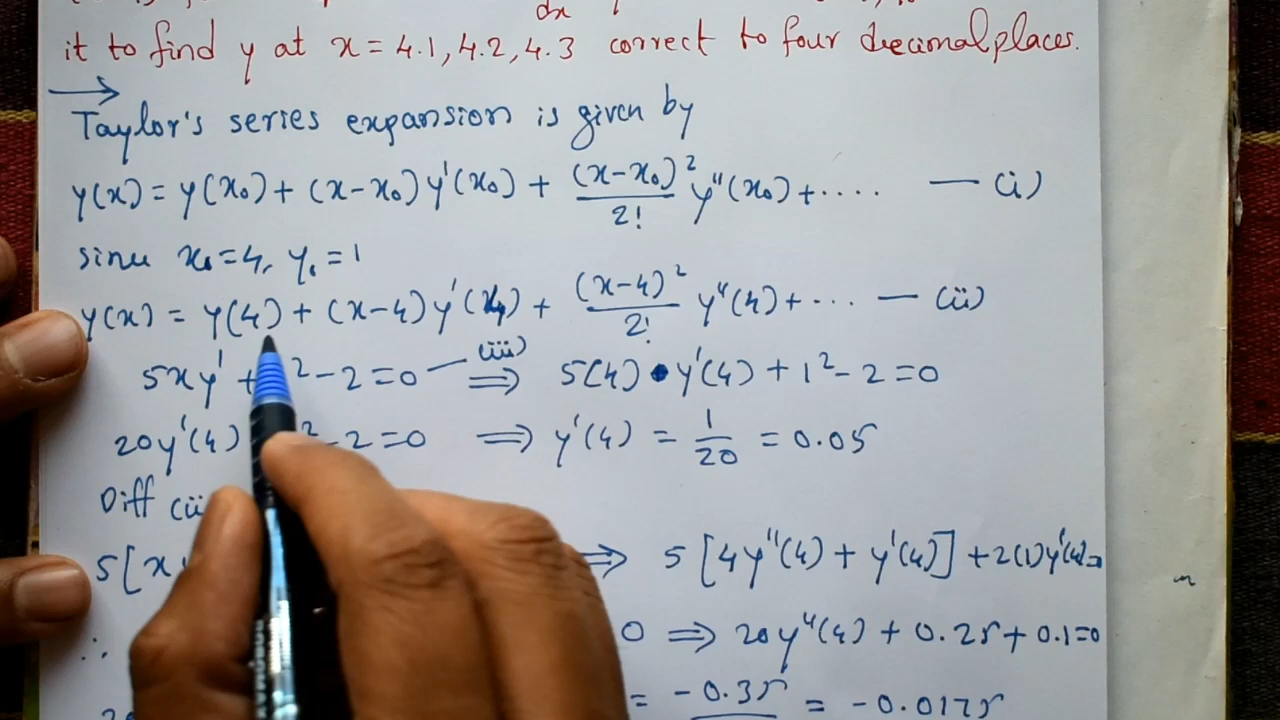 dx
it to find y at x = 4.1, 4.2, 4.3 correct to four decimal places.
Taylor's series expansion is given by
y(x) = y(x₀) + (x-x₀) y'(x₀) + (x-x₀)²/2! y''(x₀) + .... — (i)
since x₀ = 4, y₀ = 1
y(x) = y(4) + (x-4) y'(4) + (x-4)²/2! y''(4) + ... — (ii)
5xy' + ² - 2 = 0 — (iii) ⇒ 5(4) • y'(4) + 1² - 2 = 0
20y'(4) ² - 2 = 0 ⇒ y'(4) = 1/20 = 0.05
Diff
5[x ⇒ 5[4y''(4) + y'(4)] + 2(1)y'(4) =
∴ 0 ⇒ 20y''(4) + 0.25 + 0.1 = 0
= -0.35 = -0.0175